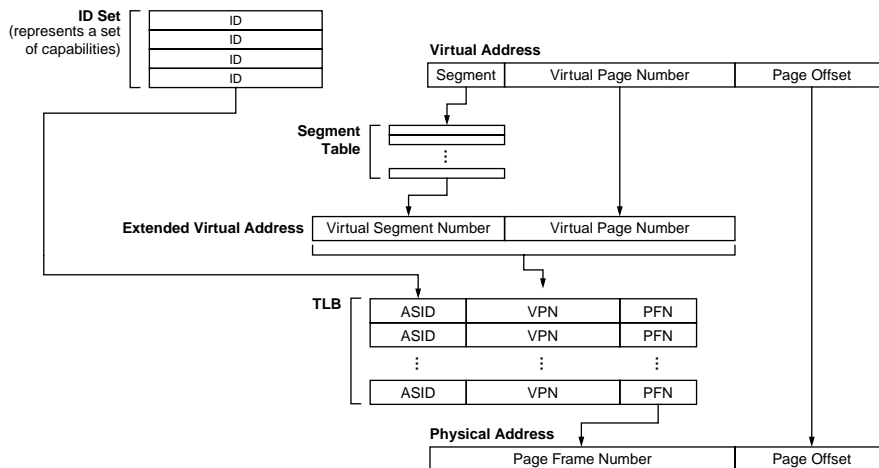 ID Set
(represents a set
of capabilities)
ID
ID
ID
ID
Virtual Address
Segment Virtual Page Number Page Offset
Segment
Table
Extended Virtual Address
Virtual Segment Number Virtual Page Number
TLB
ASID VPN PFN
ASID VPN PFN
ASID VPN PFN
Physical Address
Page Frame Number Page Offset